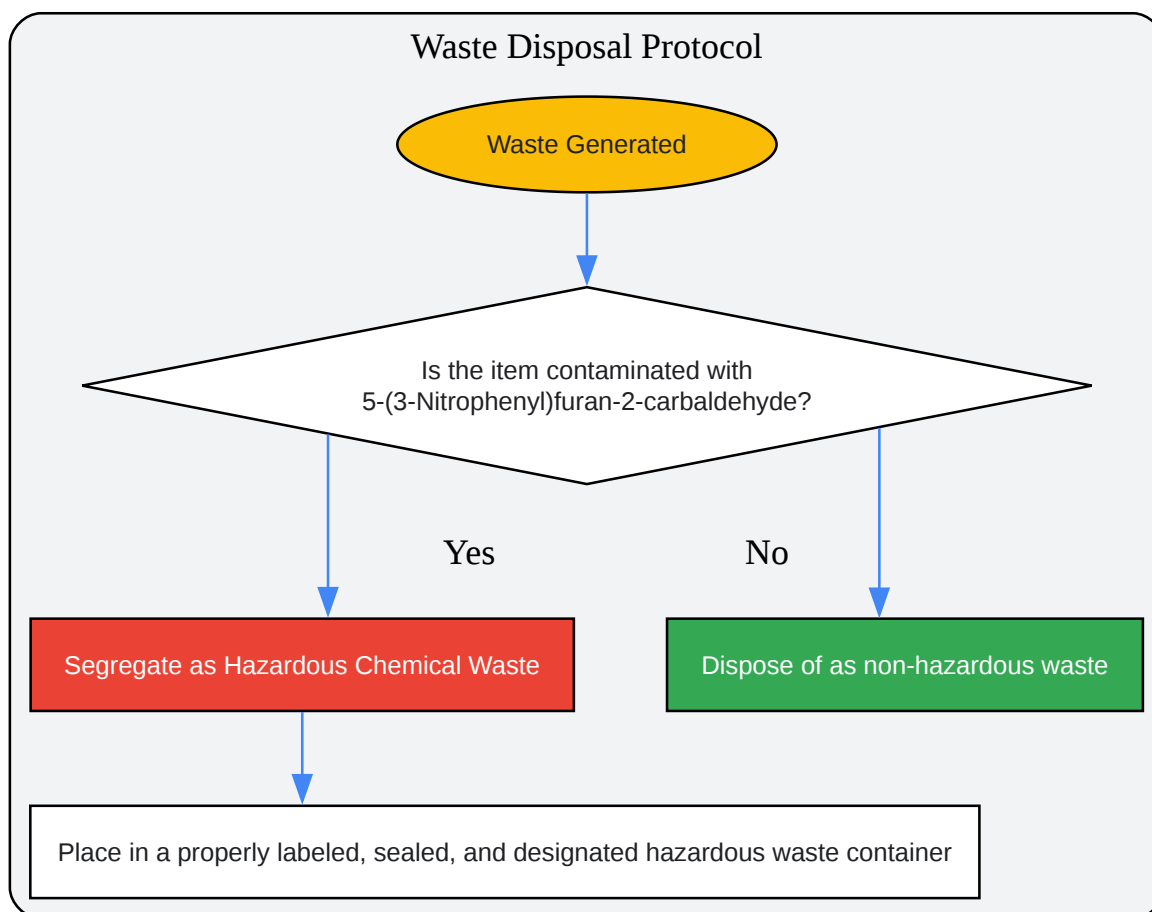 Waste Disposal Protocol
Waste Generated
Is the item contaminated with
5-(3-Nitrophenyl)furan-2-carbaldehyde?
Yes
No
Segregate as Hazardous Chemical Waste
Dispose of as non-hazardous waste
Place in a properly labeled, sealed, and designated hazardous waste container